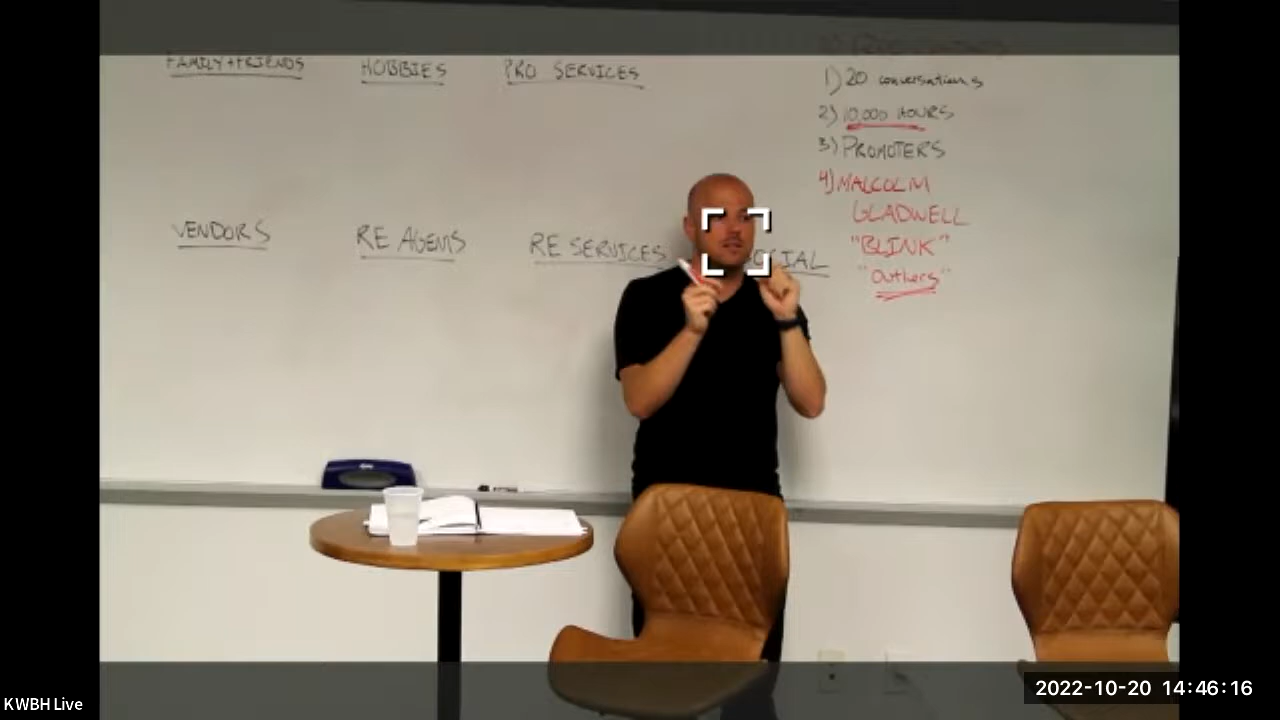 FAMILY+FRIENDS
HOBBIES
PRO SERVICES
1) 20 conversations
2) 10,000 HOURS
3) PROMOTERS
4) MALCOLM
GLADWELL
"BLINK"
"Outliers"
VENDORS
RE AGENTS
RE SERVICES
KWBH Live
2022-10-20 14:46:16